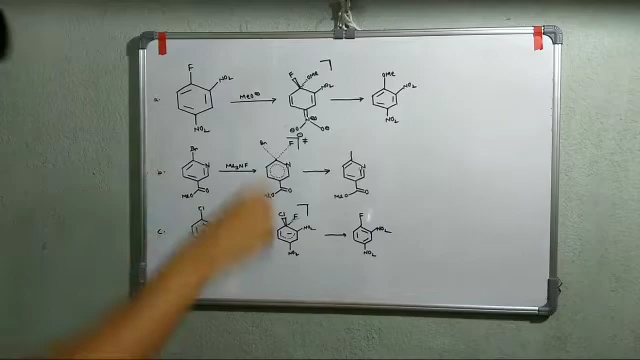 a. F NO2 NO2 MeO⊖ F OMe NO2 N⊕ ⊖O O⊖ OMe NO2 NO2
b. Br N MeO O Me4NF Br F ⊖ ‡ N O N MeO O
c. Cl Cl F NO2 NO2 F NO2 NO2